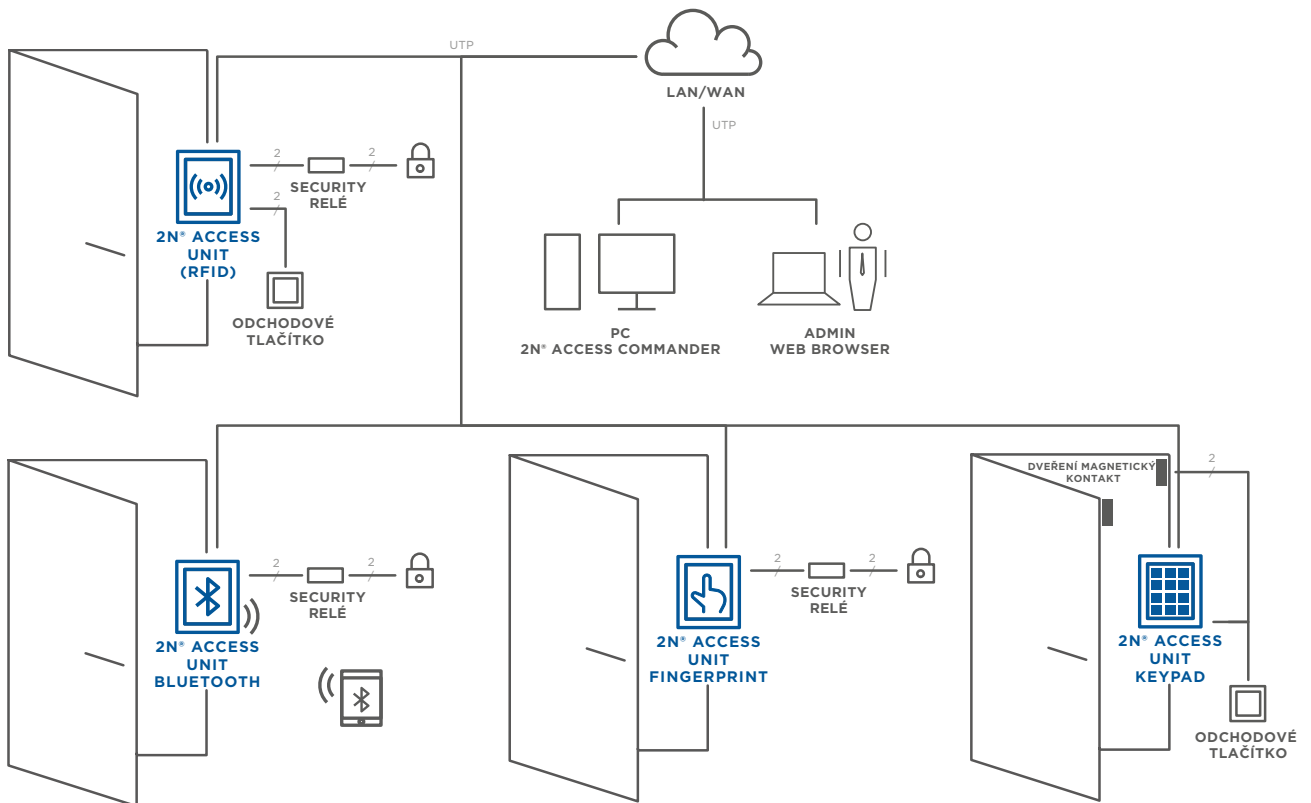 UTP
LAN/WAN
UTP
2
2
SECURITY
RELÉ
2
2N® ACCESS
UNIT
(RFID)
ODCHODOVÉ
TLAČÍTKO
PC
2N® ACCESS COMMANDER
ADMIN
WEB BROWSER
2
2
SECURITY
RELÉ
2N® ACCESS
UNIT
BLUETOOTH
2
2
SECURITY
RELÉ
2N® ACCESS
UNIT
FINGERPRINT
DVEŘENÍ MAGNETICKÝ
KONTAKT
2
2N® ACCESS
UNIT
KEYPAD
ODCHODOVÉ
TLAČÍTKO